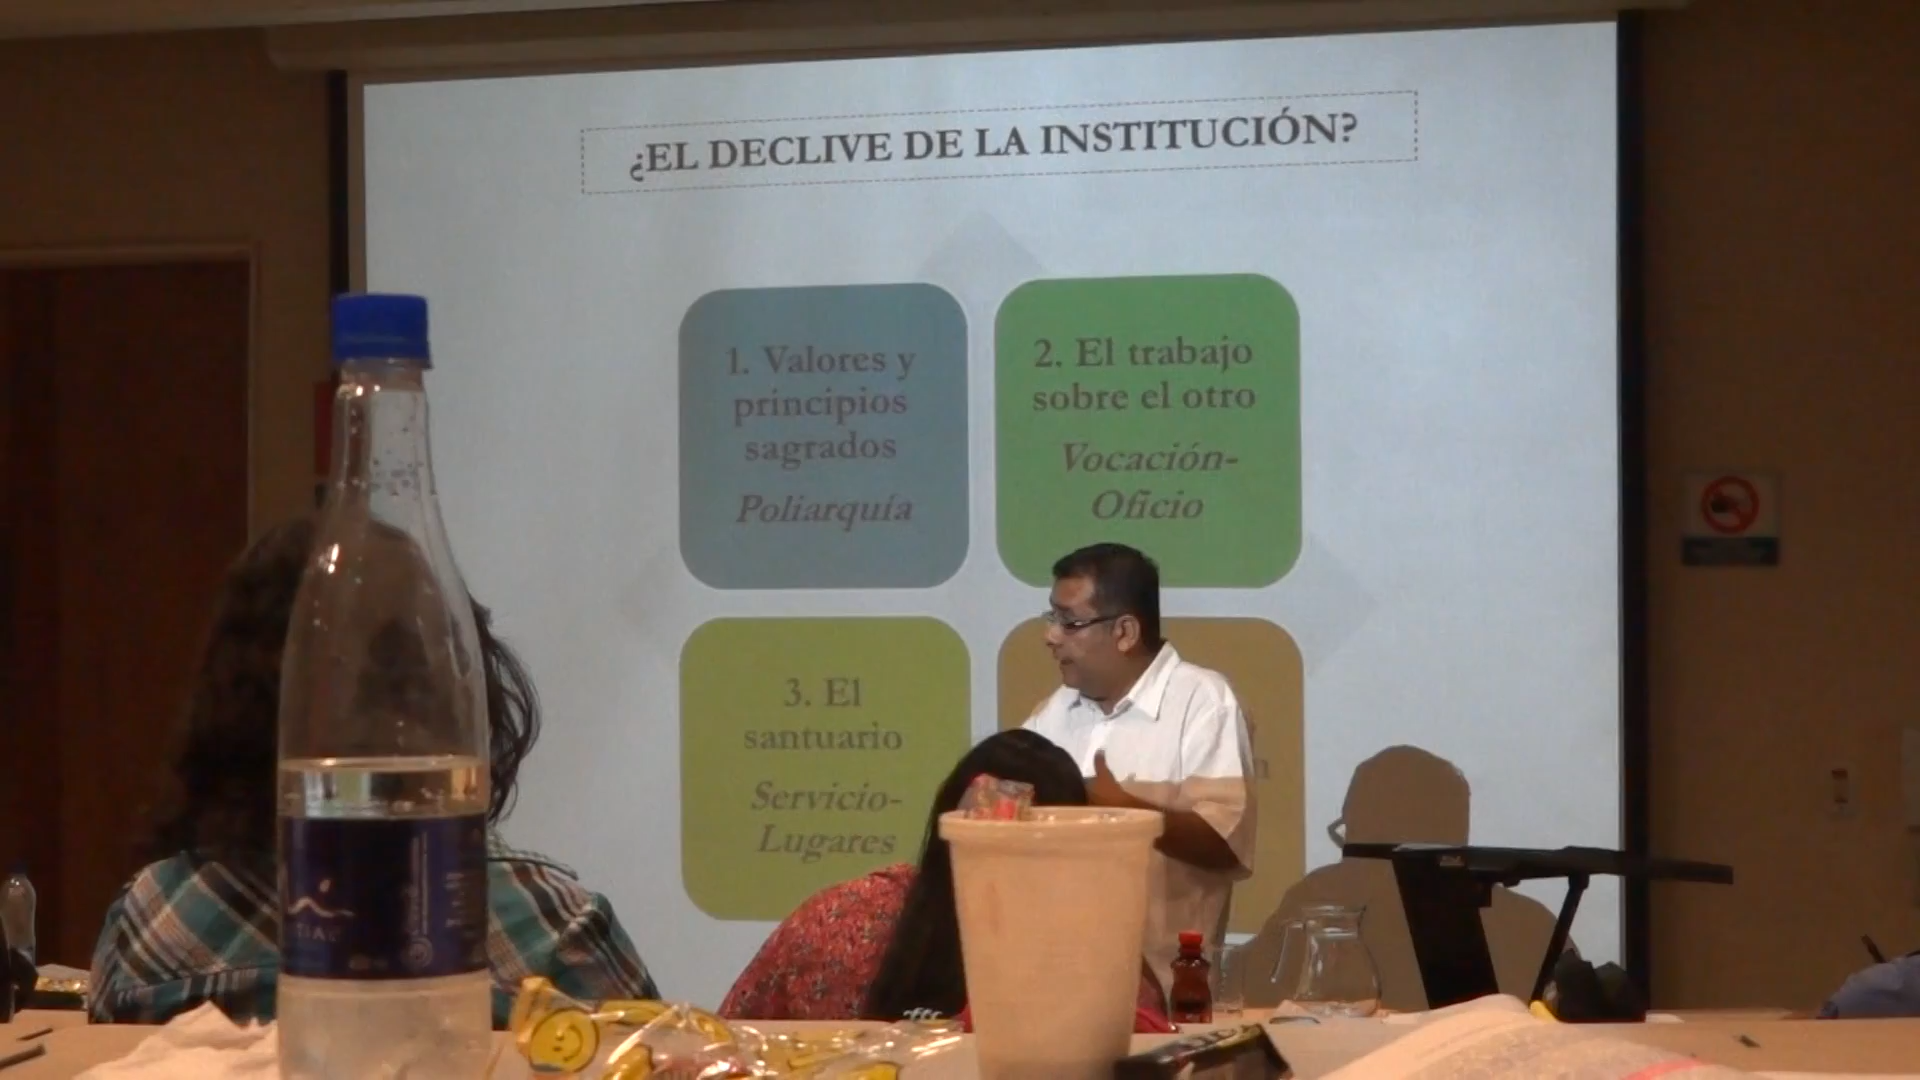 ¿EL DECLIVE DE LA INSTITUCIÓN?
1. Valores y
principios
sagrados
Poliarquía
2. El trabajo
sobre el otro
Vocación-
Oficio
3. El
santuario
Servicio-
Lugares